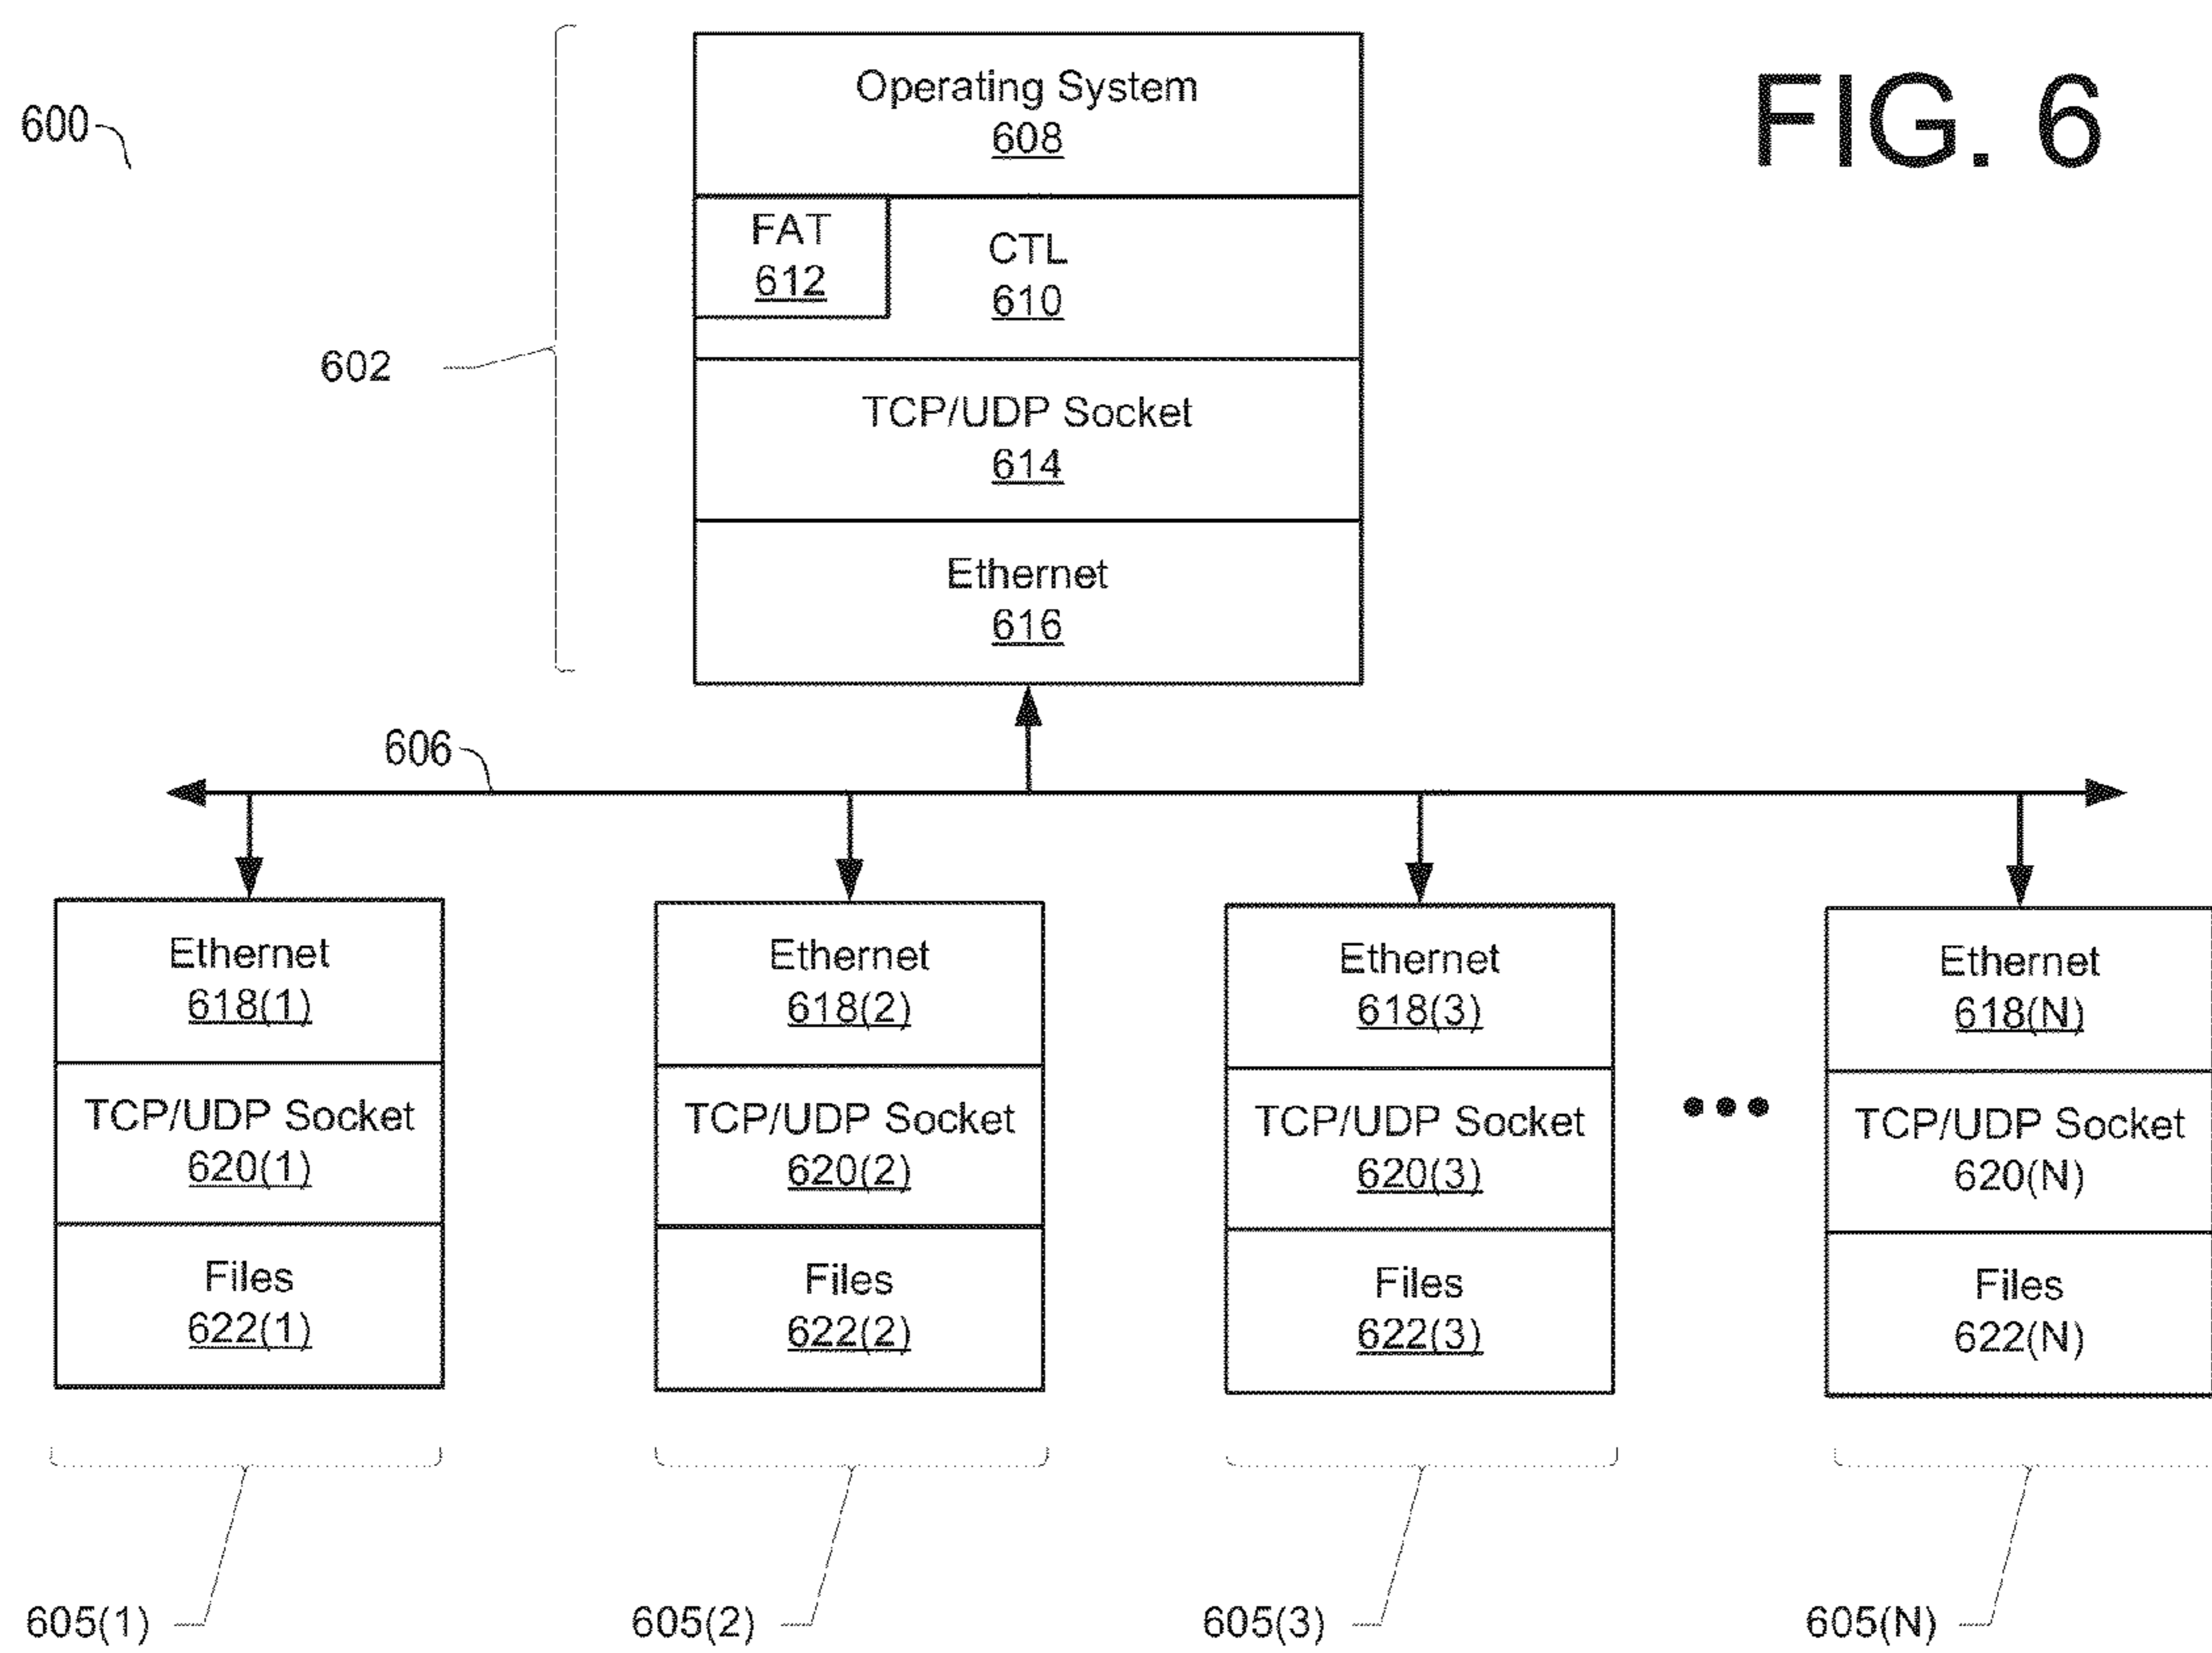 FIG. 6
600
Operating System
608
FAT
612
CTL
610
602
TCP/UDP Socket
614
Ethernet
616
606
Ethernet
618(1)
TCP/UDP Socket
620(1)
Files
622(1)
Ethernet
618(2)
TCP/UDP Socket
620(2)
Files
622(2)
Ethernet
618(3)
TCP/UDP Socket
620(3)
Files
622(3)
Ethernet
618(N)
TCP/UDP Socket
620(N)
Files
622(N)
605(1)
605(2)
605(3)
605(N)